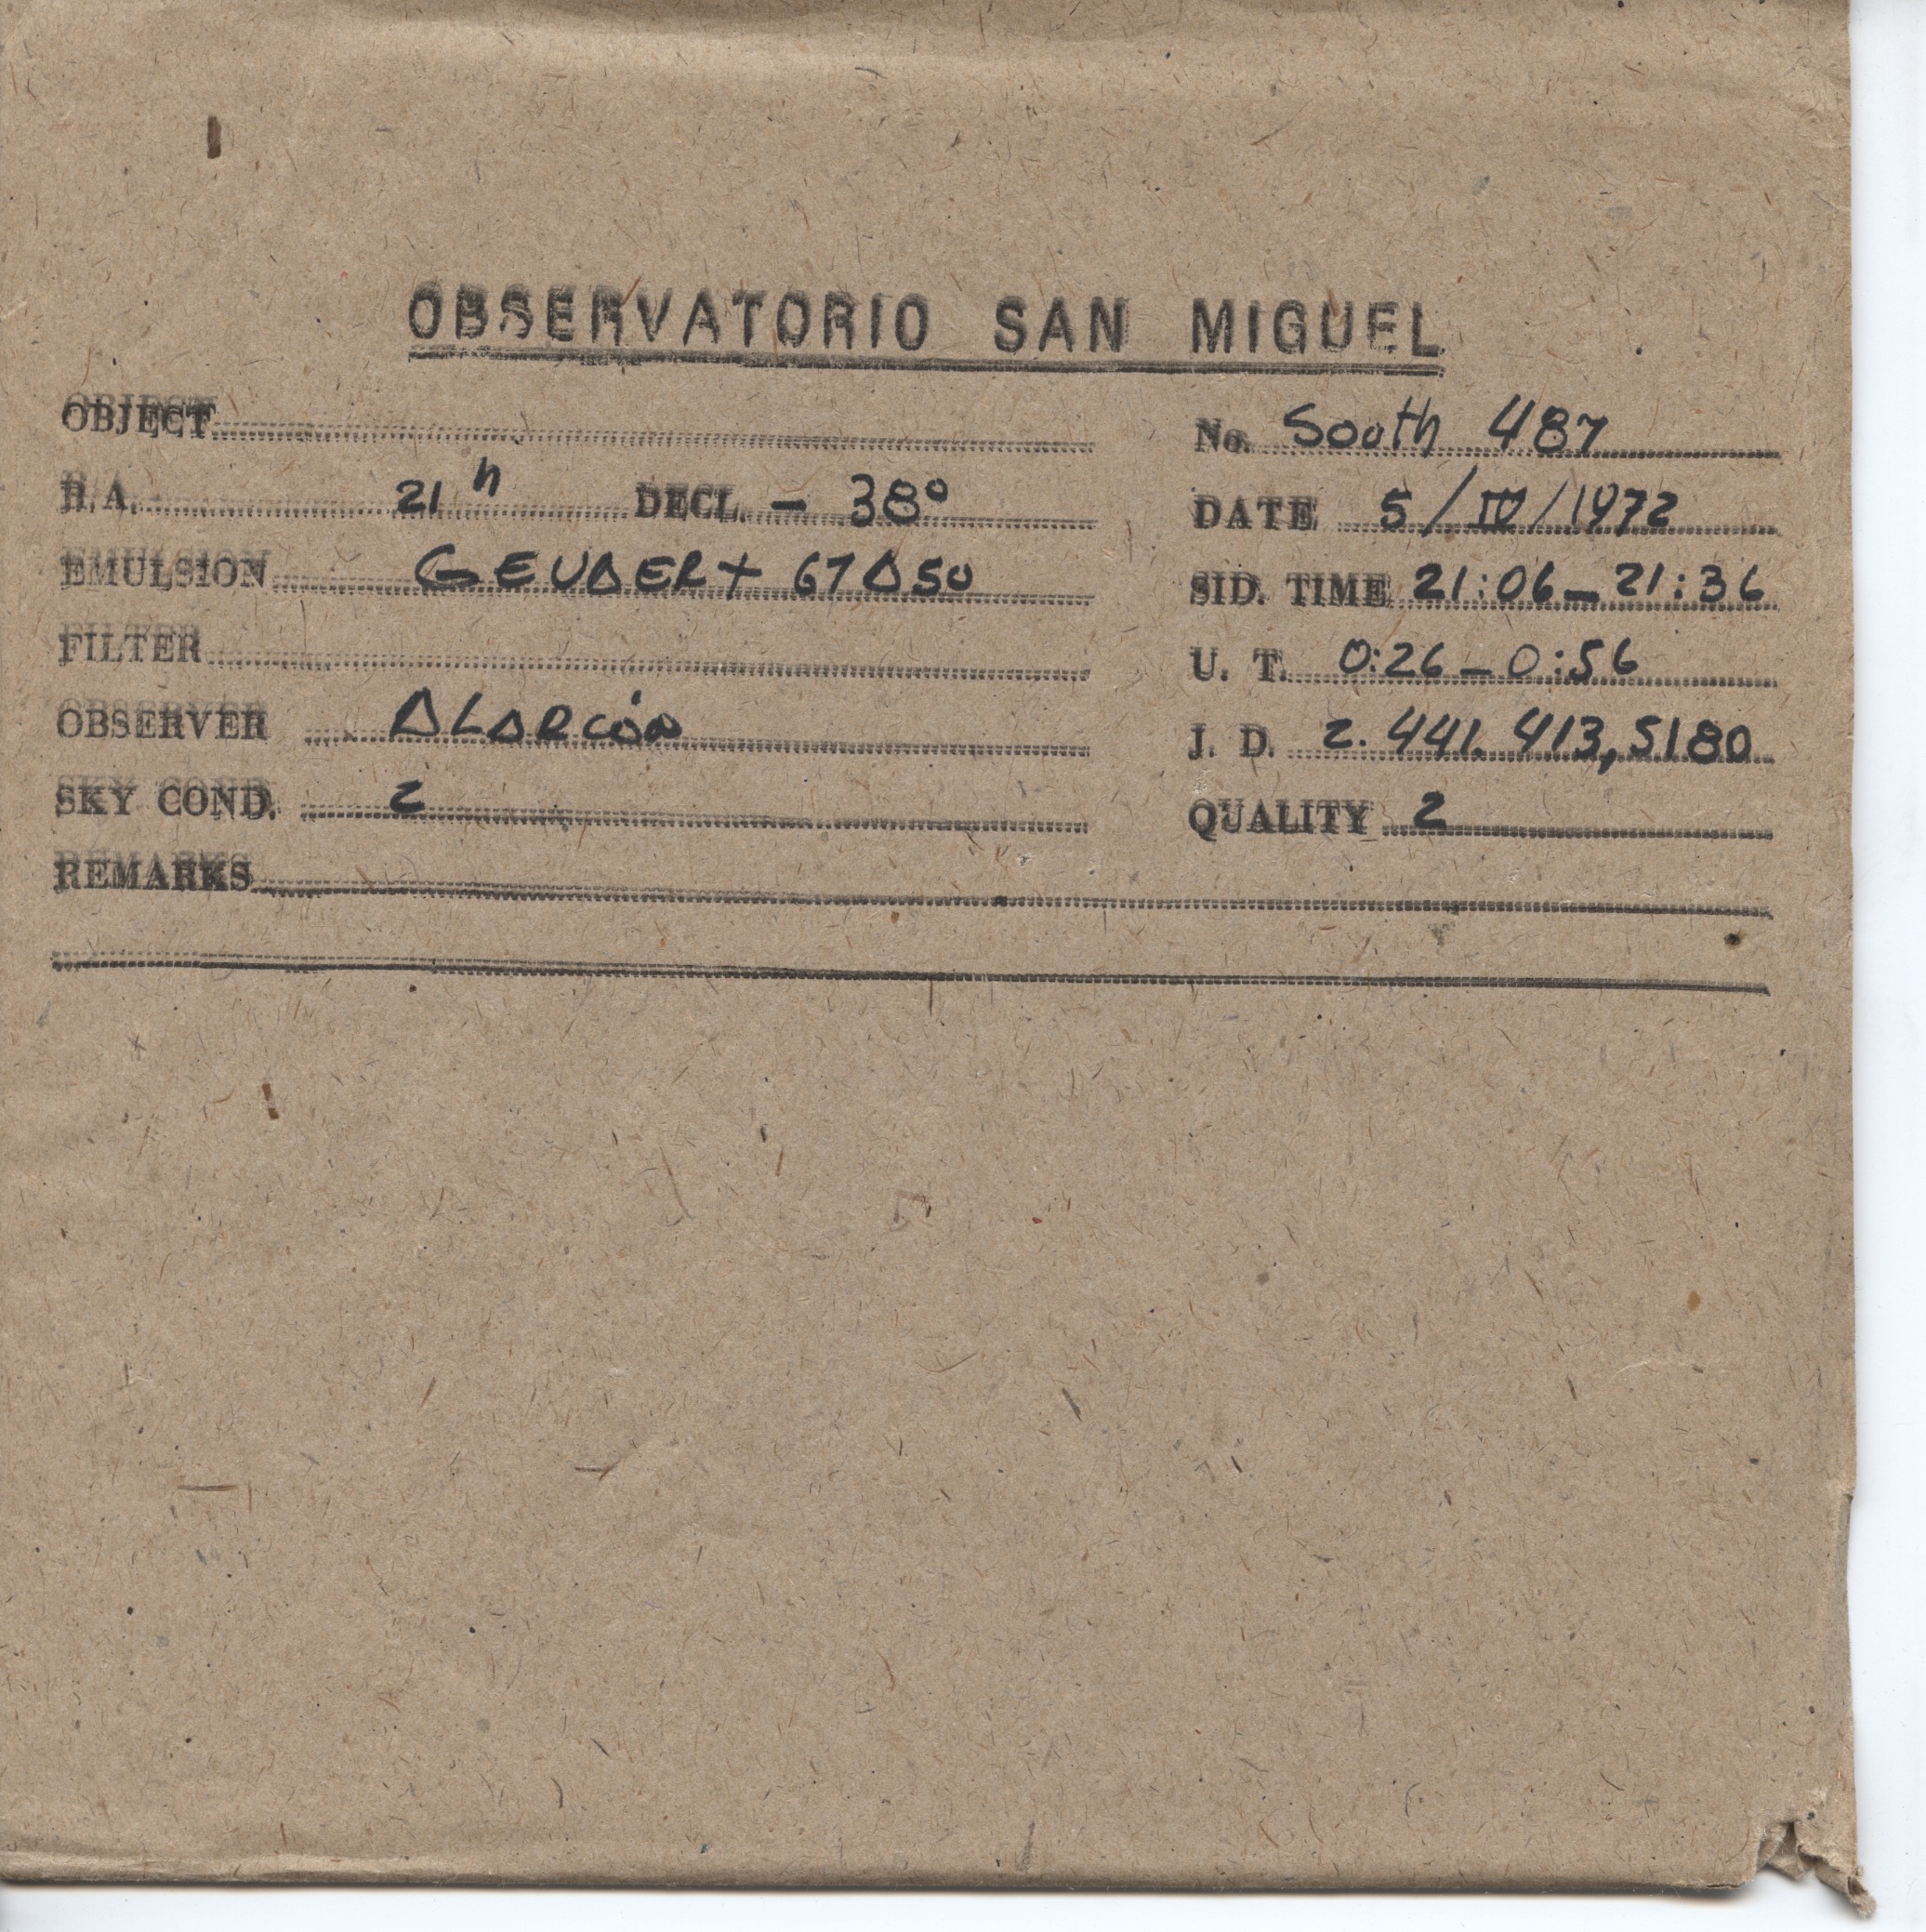 OBSERVATORIO SAN MIGUEL
OBJECT No. South 487
R. A. 21h DECL. - 38° DATE 5/IV/1972
EMULSION GEVAERT 67A50 SID. TIME 21:06-21:36
FILTER U. T. 0:26-0:56
OBSERVER ALARCÓN J. D. 2.441.413,5180
SKY COND. 2 QUALITY 2
REMARKS